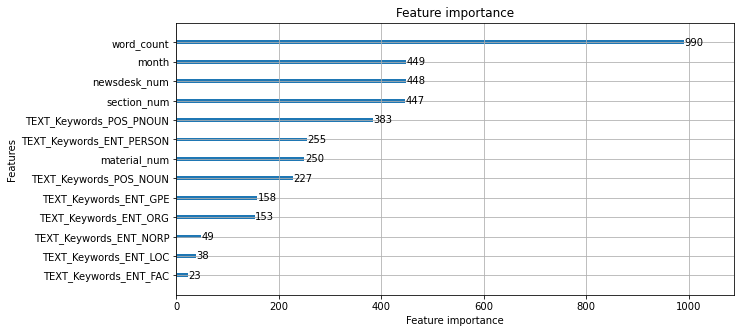 Feature importance
word_count 990
month 449
newsdesk_num 448
section_num 447
TEXT_Keywords_POS_PNOUN 383
TEXT_Keywords_ENT_PERSON 255
material_num 250
TEXT_Keywords_POS_NOUN 227
TEXT_Keywords_ENT_GPE 158
TEXT_Keywords_ENT_ORG 153
TEXT_Keywords_ENT_NORP 49
TEXT_Keywords_ENT_LOC 38
TEXT_Keywords_ENT_FAC 23
Features
0 200 400 600 800 1000
Feature importance